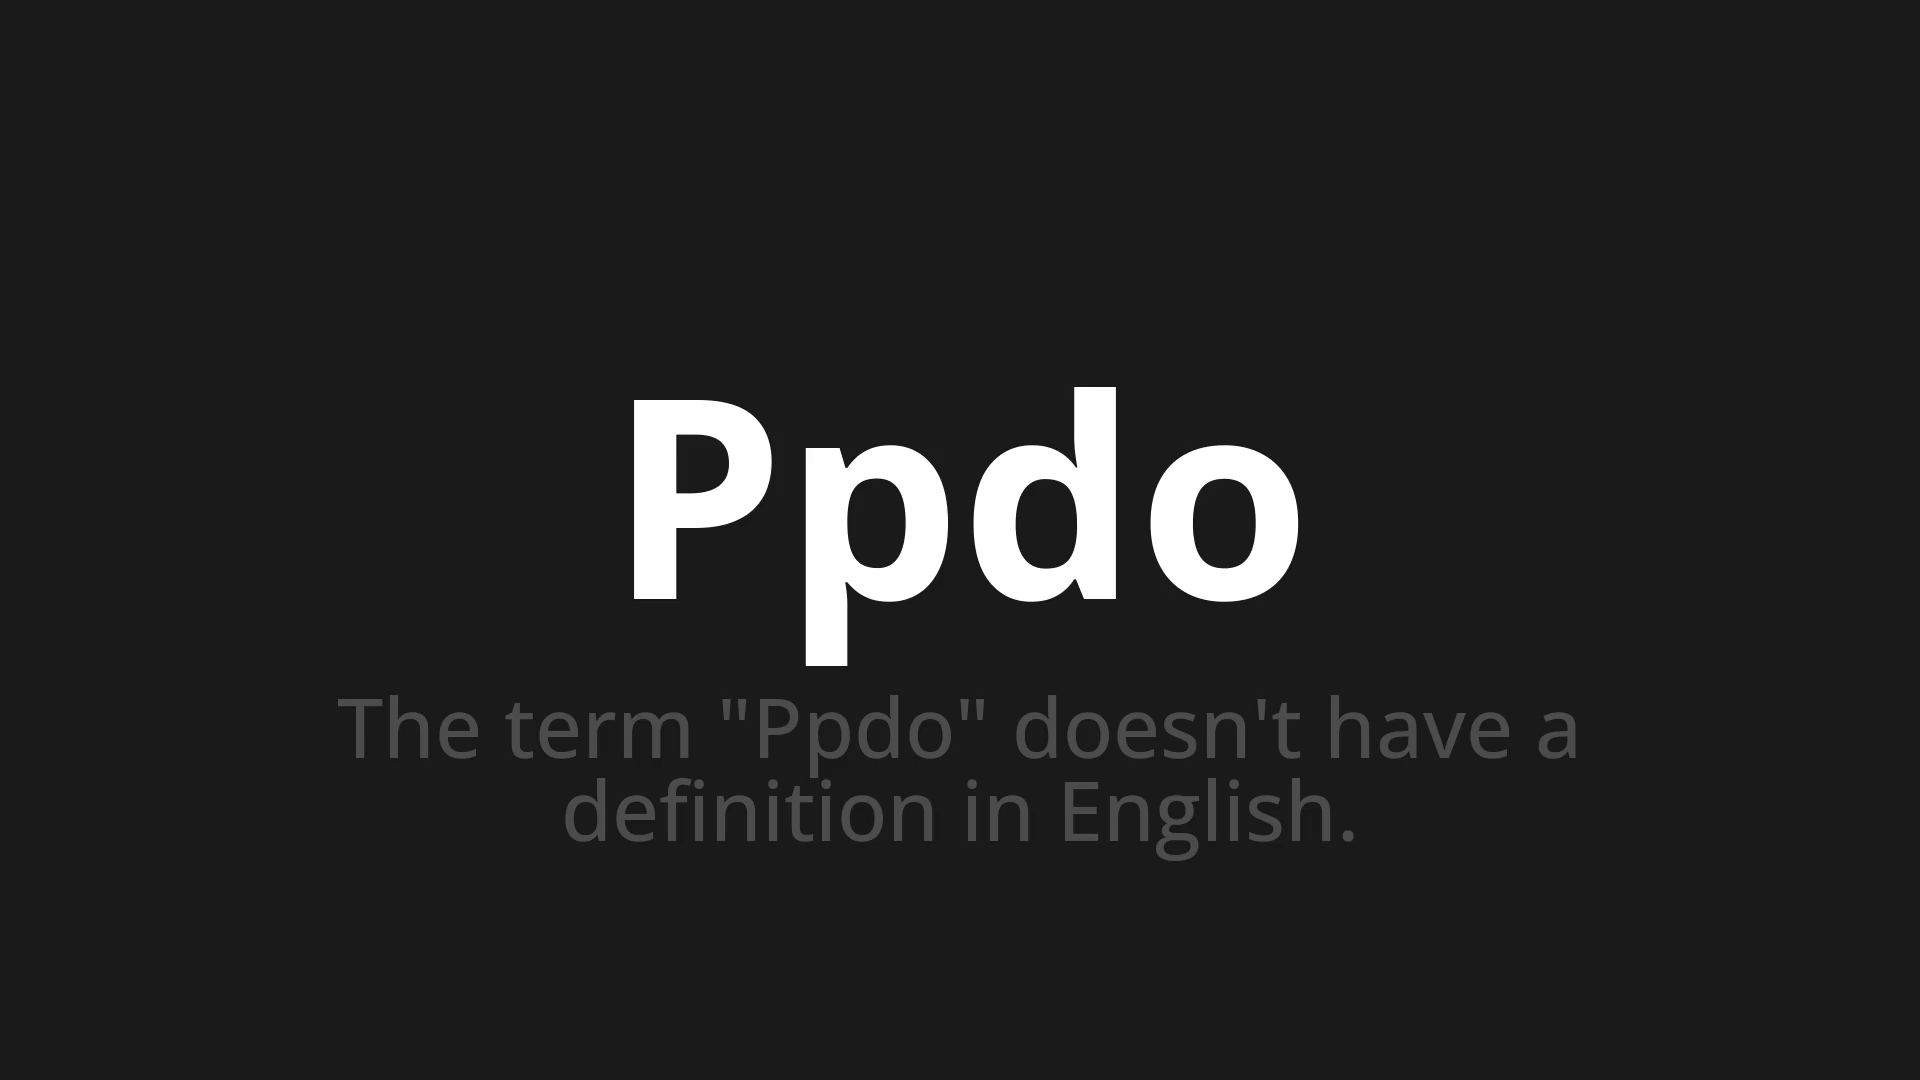 Ppdo
The term "Ppdo" doesn't have a
definition in English.